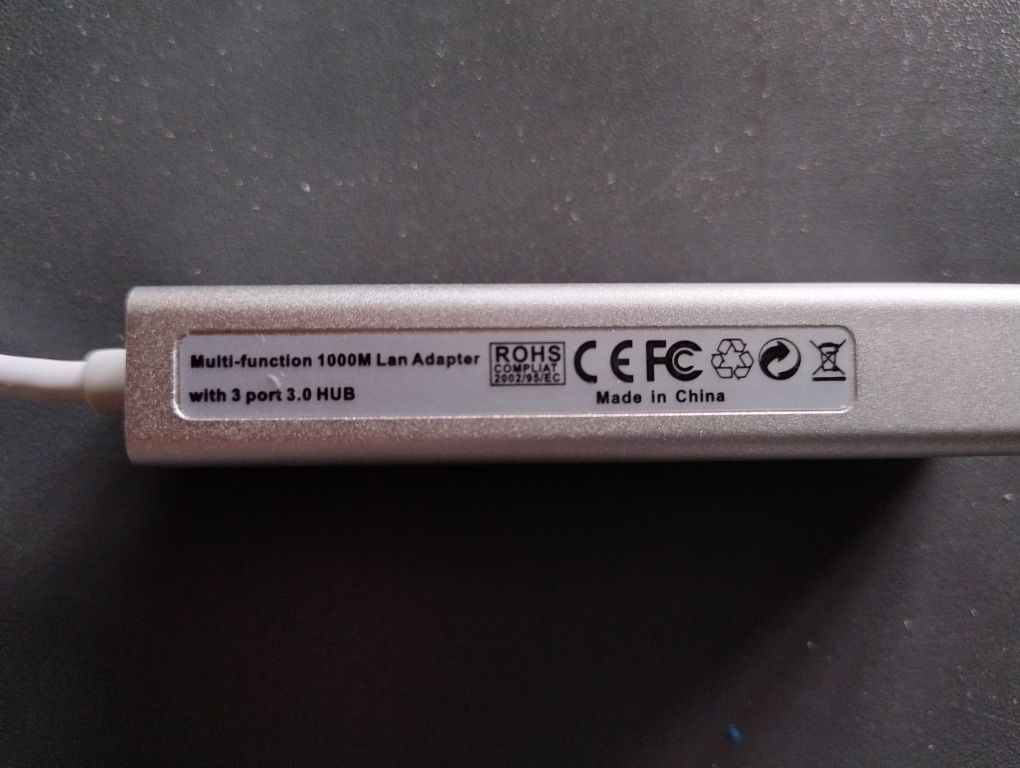 Multi-function 1000M Lan Adapter
with 3 port 3.0 HUB
ROHS
COMPLIAT
2002/95/EC
CE FC
Made in China